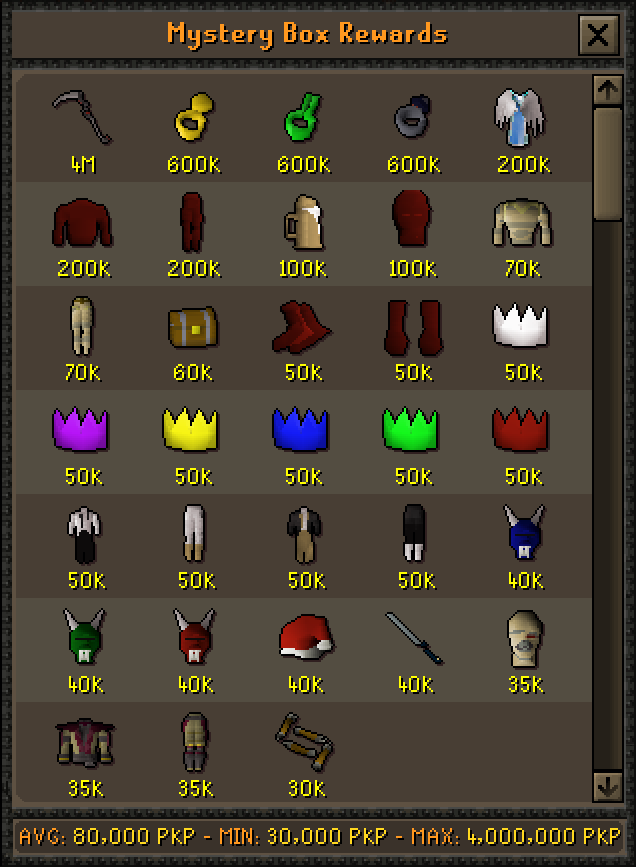 Mystery Box Rewards
4M 600K 600K 600K 200K
200K 200K 100K 100K 70K
70K 60K 50K 50K 50K
50K 50K 50K 50K 50K
50K 50K 50K 50K 40K
40K 40K 40K 40K 35K
35K 35K 30K
AVG: 80,000 PKP - MIN: 30,000 PKP - MAX: 4,000,000 PKP